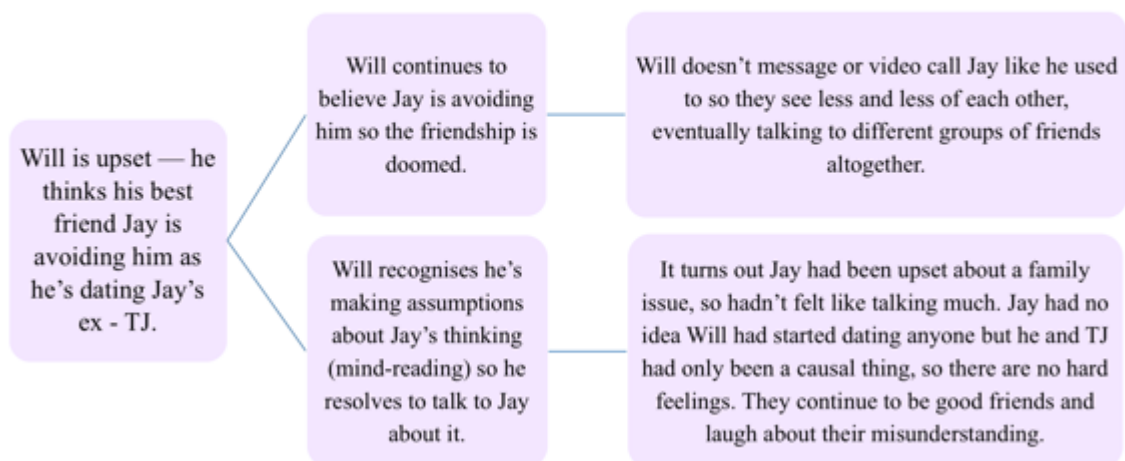 Will is upset — he
thinks his best
friend Jay is
avoiding him as
he’s dating Jay’s
ex - TJ.
Will continues to
believe Jay is avoiding
him so the friendship is
doomed.
Will doesn’t message or video call Jay like he used
to so they see less and less of each other,
eventually talking to different groups of friends
altogether.
Will recognises he’s
making assumptions
about Jay’s thinking
(mind-reading) so he
resolves to talk to Jay
about it.
It turns out Jay had been upset about a family
issue, so hadn’t felt like talking much. Jay had no
idea Will had started dating anyone but he and TJ
had only been a causal thing, so there are no hard
feelings. They continue to be good friends and
laugh about their misunderstanding.